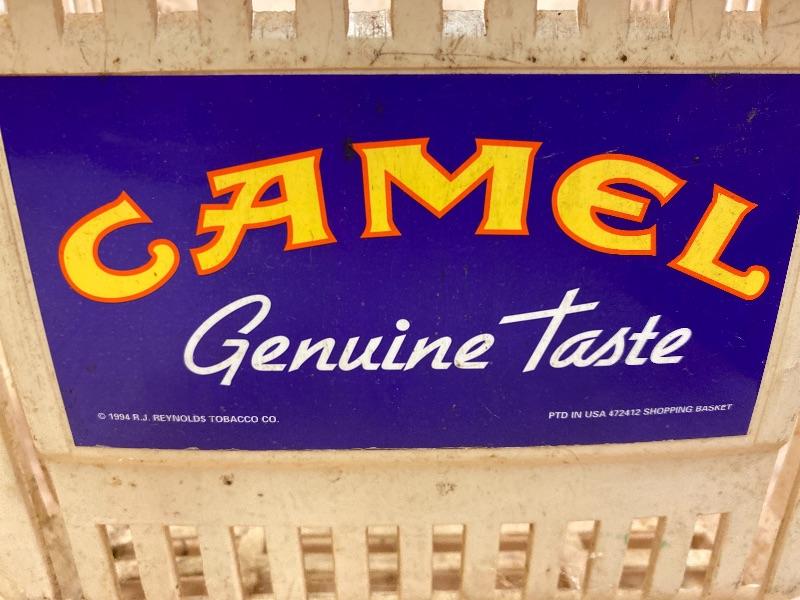 CAMEL
Genuine Taste
© 1994 R.J. REYNOLDS TOBACCO CO.
PTD IN USA 472412 SHOPPING BASKET